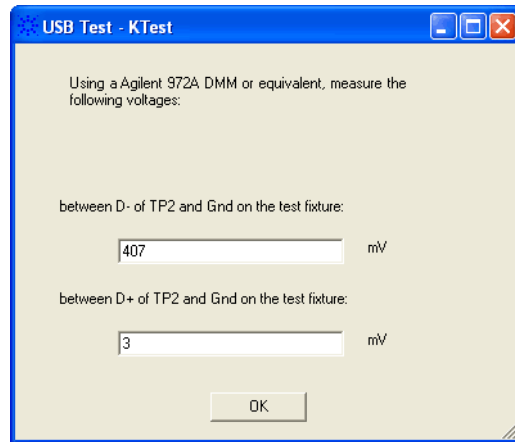 USB Test - KTest
Using a Agilent 972A DMM or equivalent, measure the
following voltages:
between D- of TP2 and Gnd on the test fixture:
407 mV
between D+ of TP2 and Gnd on the test fixture:
3 mV
OK